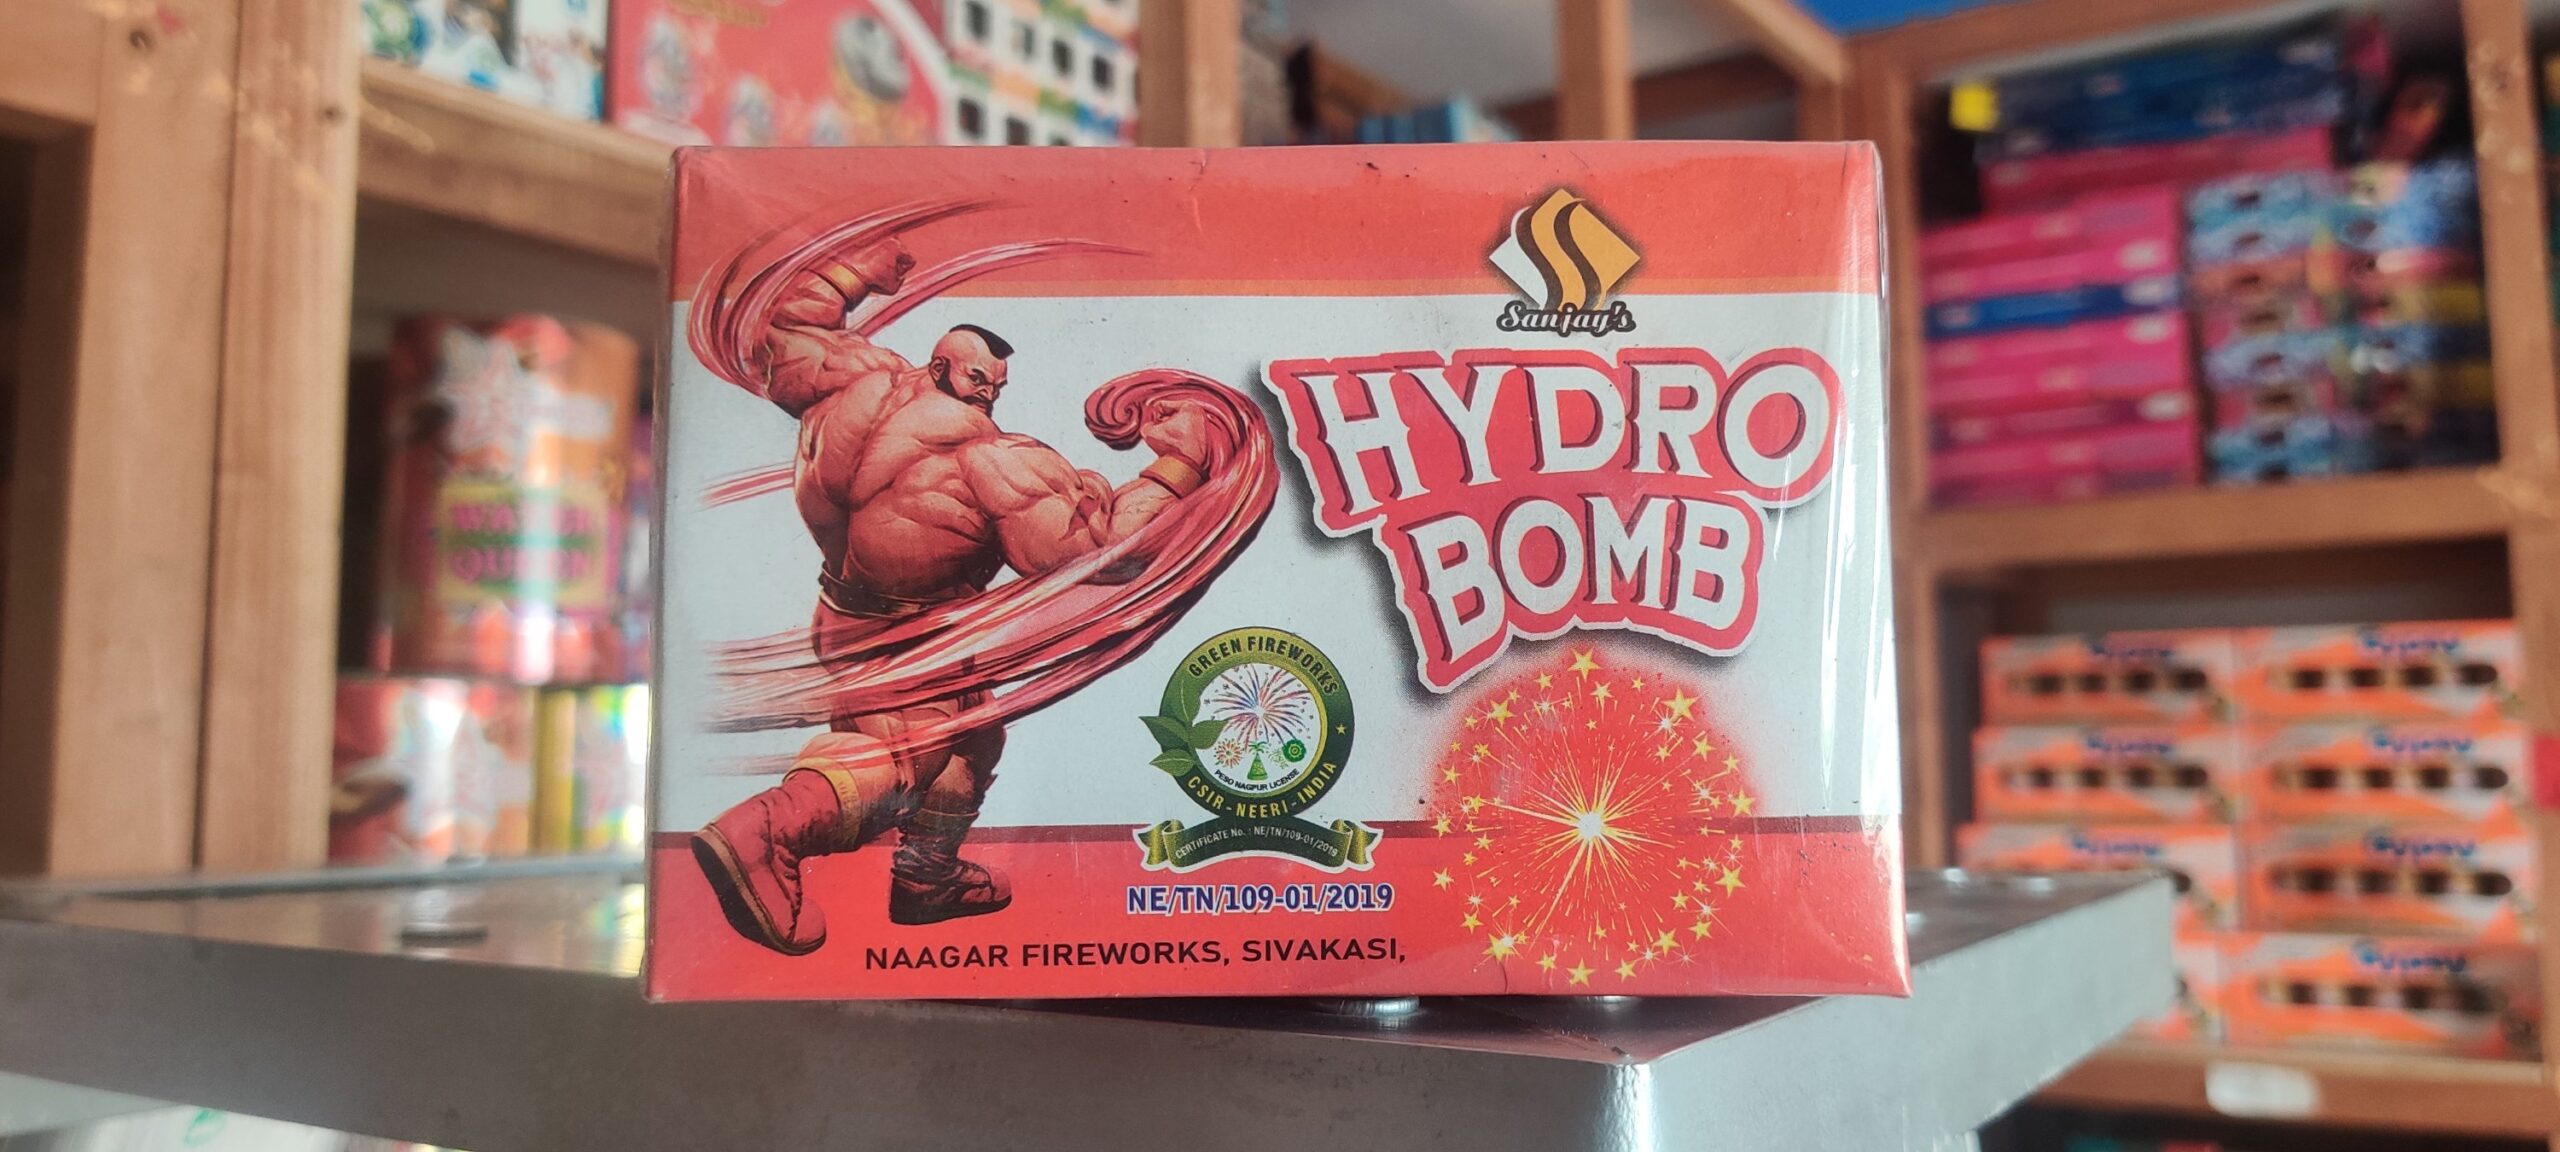 Sanjay's
HYDRO
BOMB
GREEN FIREWORKS
PESO NAGPUR LICENSE
CSIR-NEERI-INDIA
CERTIFICATE No. : NE/TN/109-01/2019
NE/TN/109-01/2019
NAAGAR FIREWORKS, SIVAKASI,
QUEEN